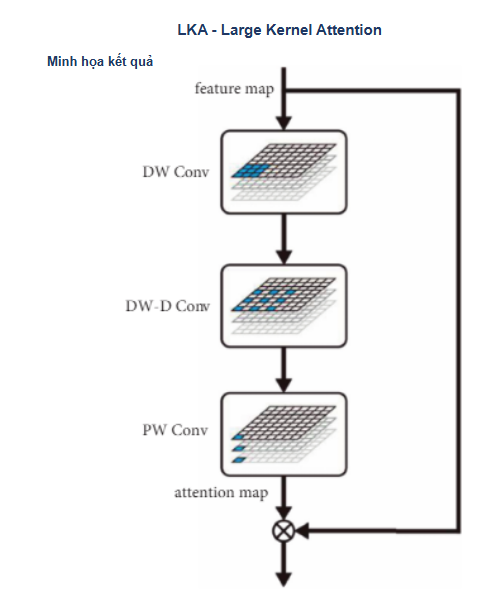 LKA - Large Kernel Attention
Minh họa kết quả
feature map
DW Conv
DW-D Conv
PW Conv
attention map